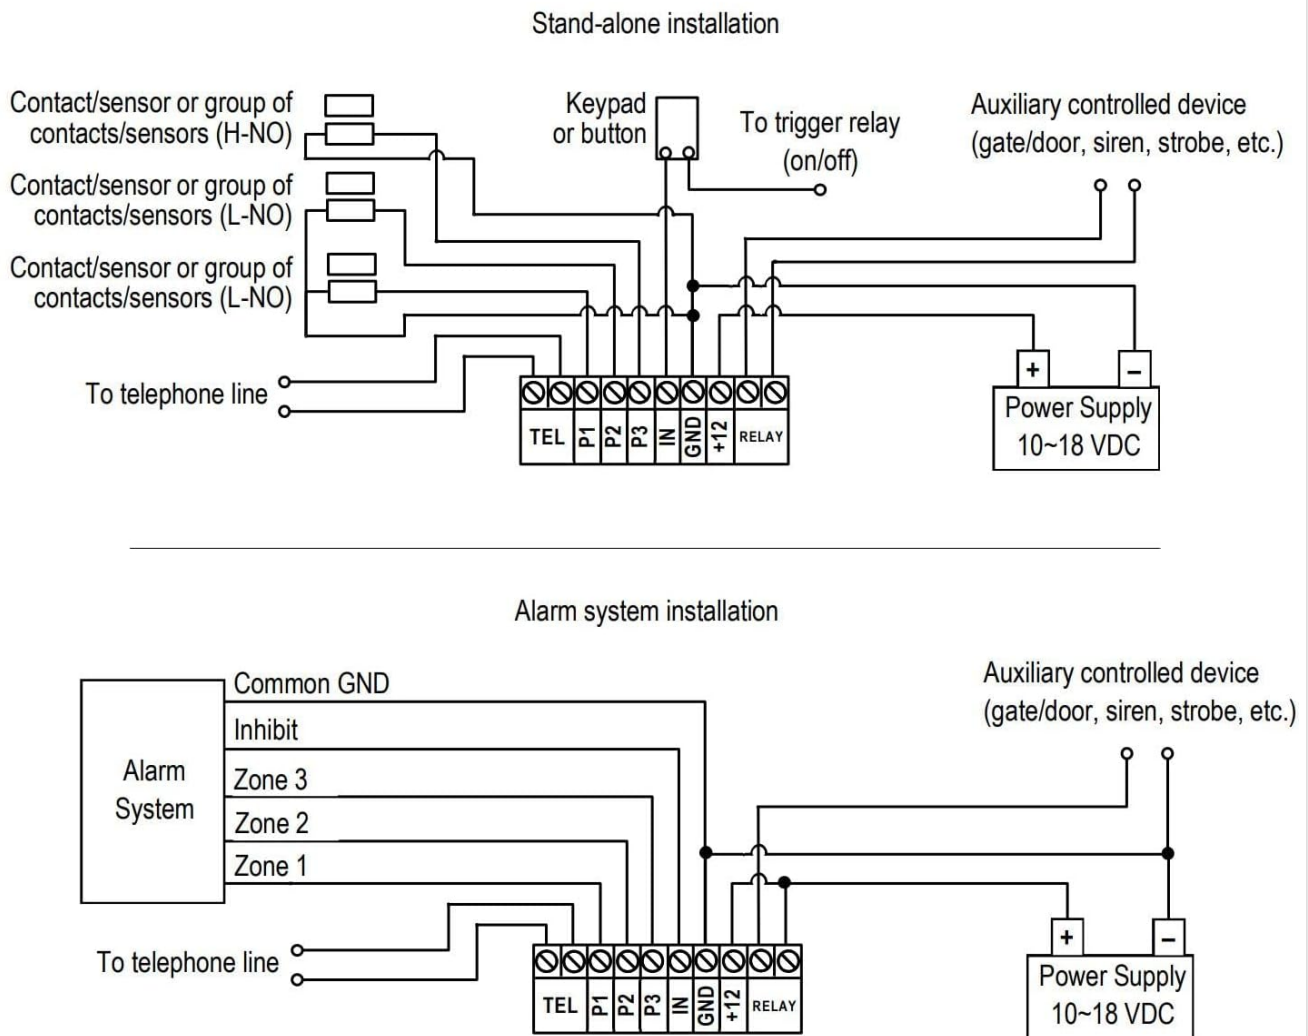 Stand-alone installation
Contact/sensor or group of
contacts/sensors (H-NO)
Keypad
or button
To trigger relay
(on/off)
Auxiliary controlled device
(gate/door, siren, strobe, etc.)
Contact/sensor or group of
contacts/sensors (L-NO)
Contact/sensor or group of
contacts/sensors (L-NO)
To telephone line
+
–
Power Supply
10~18 VDC
TEL P1 P2 P3 IN GND +12 RELAY
Alarm system installation
Alarm
System
Common GND
Inhibit
Zone 3
Zone 2
Zone 1
Auxiliary controlled device
(gate/door, siren, strobe, etc.)
To telephone line
+
–
Power Supply
10~18 VDC
TEL P1 P2 P3 IN GND +12 RELAY